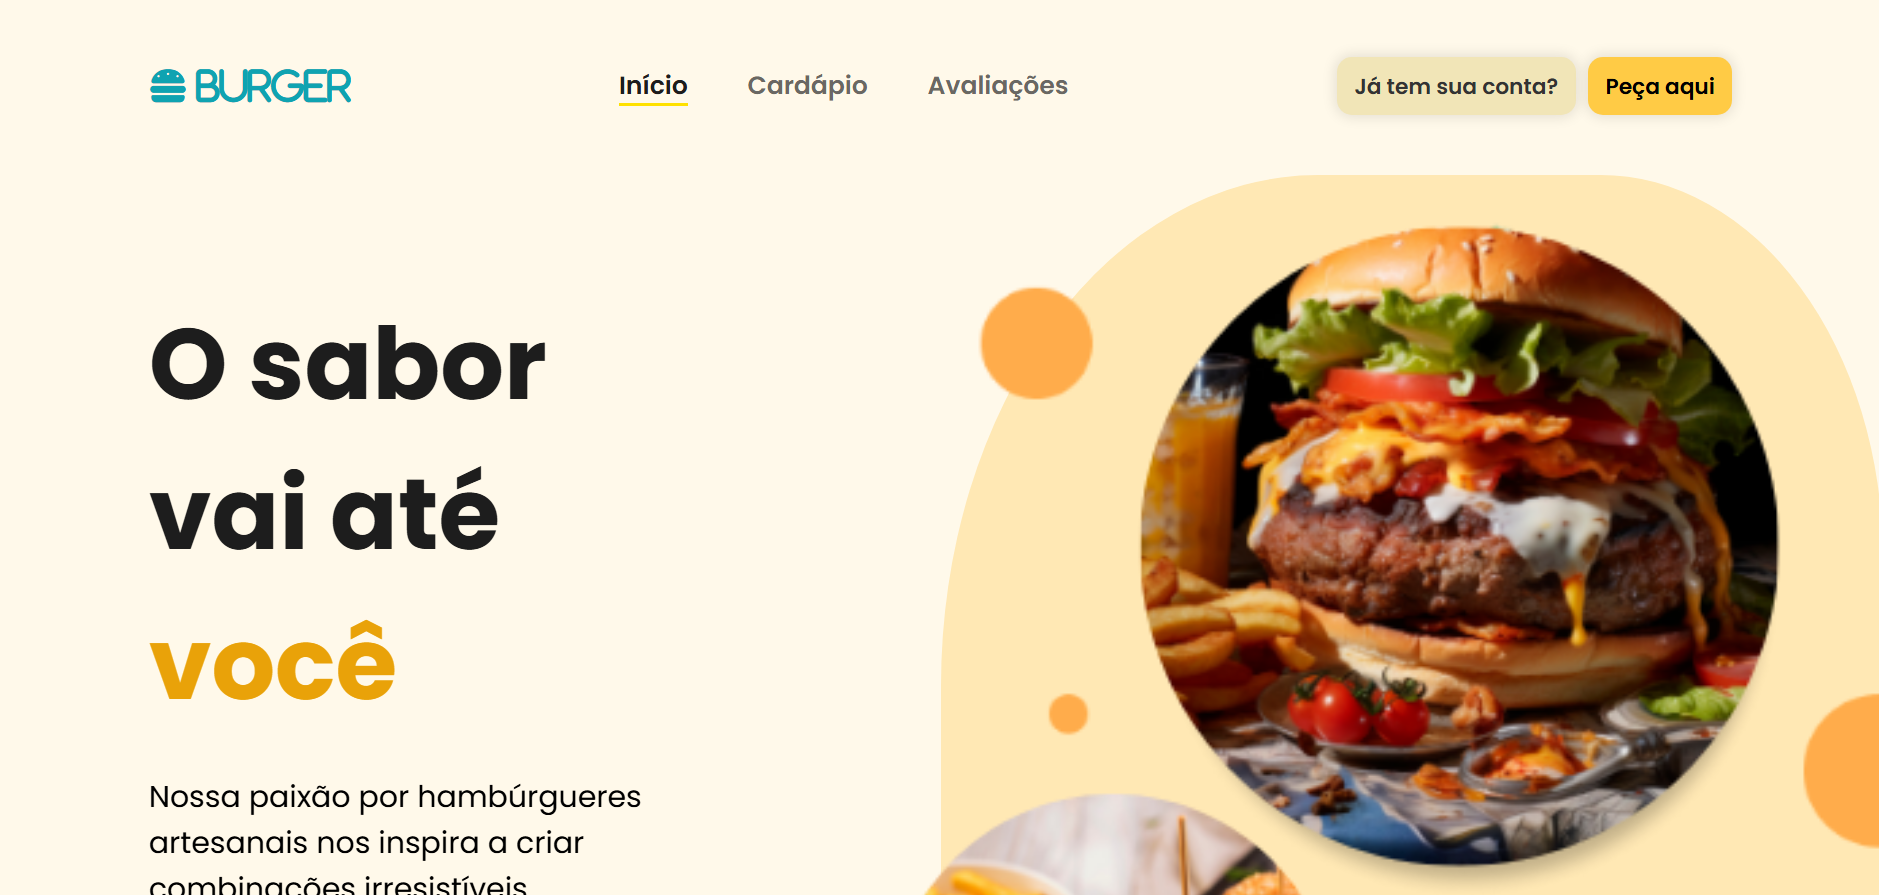 BURGER
Início
Cardápio
Avaliações
Já tem sua conta?
Peça aqui
O sabor
vai até
você
Nossa paixão por hambúrgueres
artesanais nos inspira a criar
combinações irresistíveis